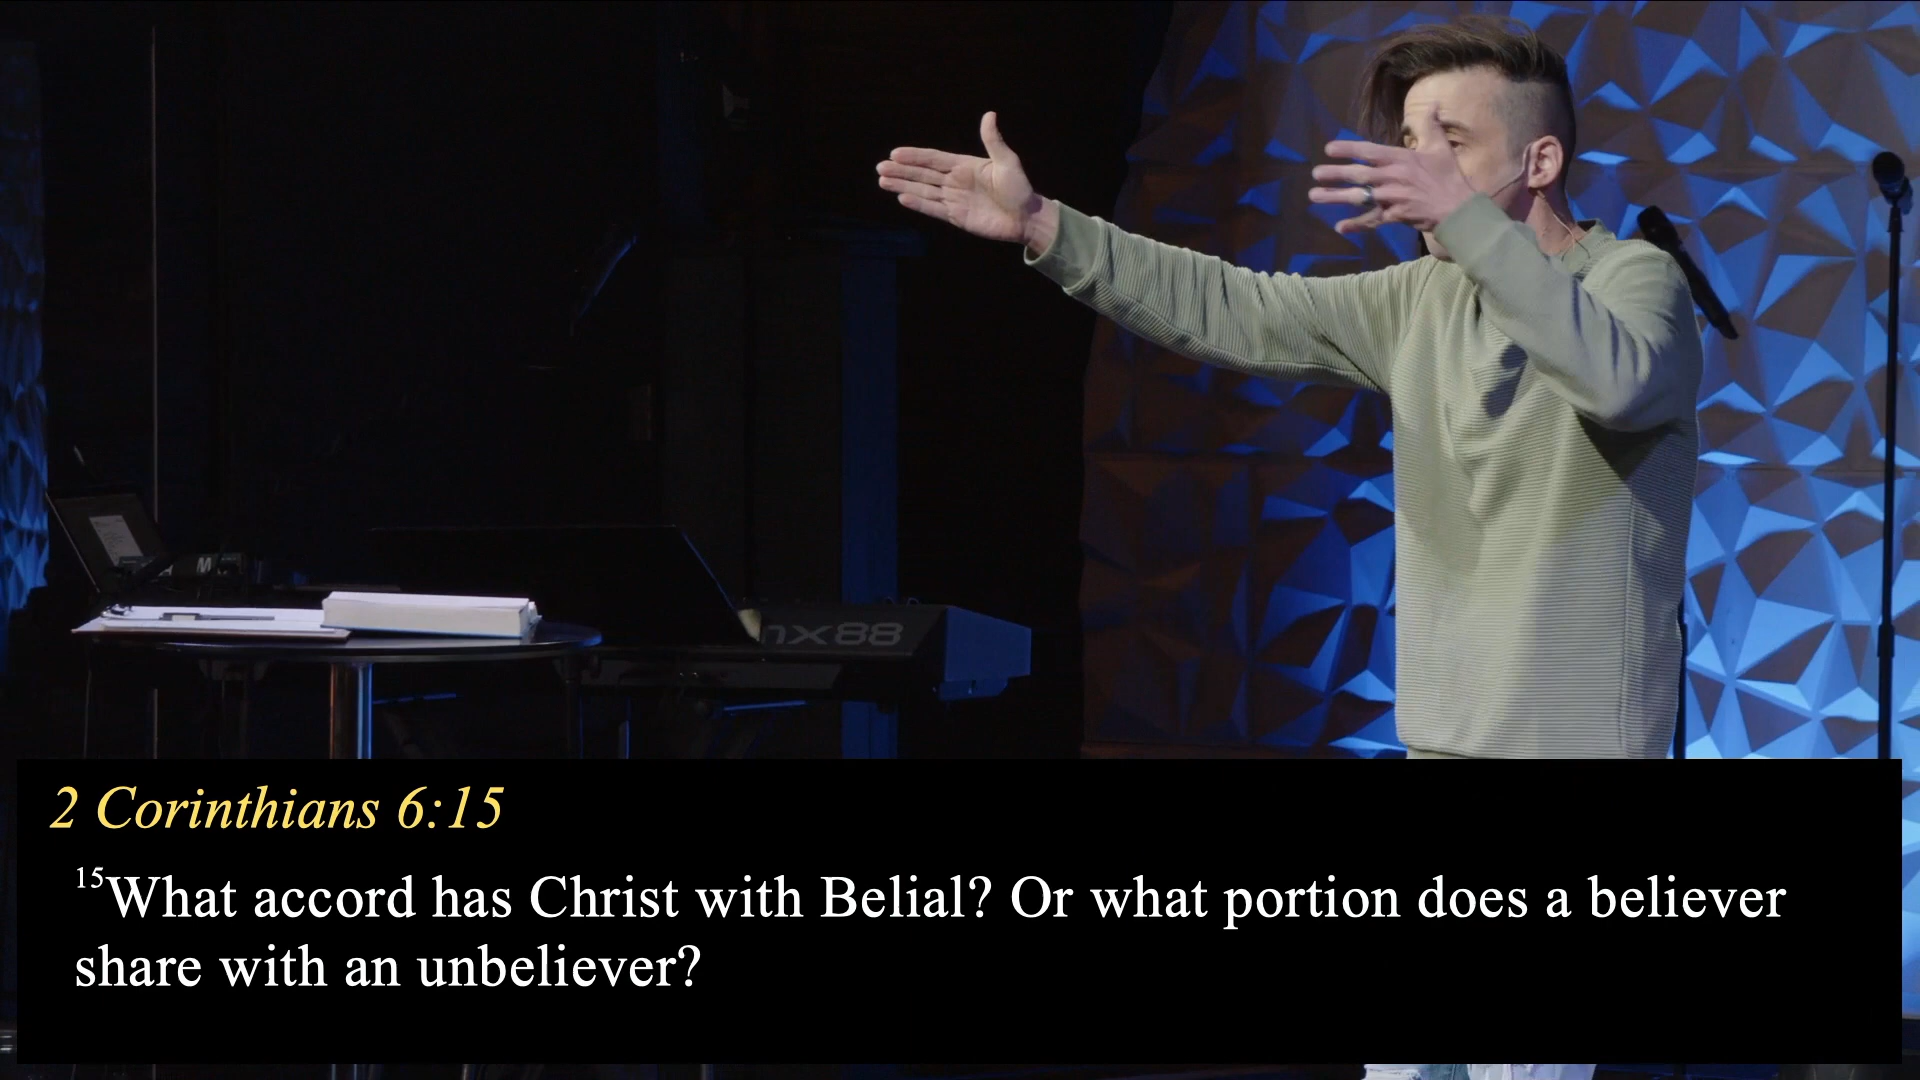 M
nx88
2 Corinthians 6:15
15What accord has Christ with Belial? Or what portion does a believer
share with an unbeliever?